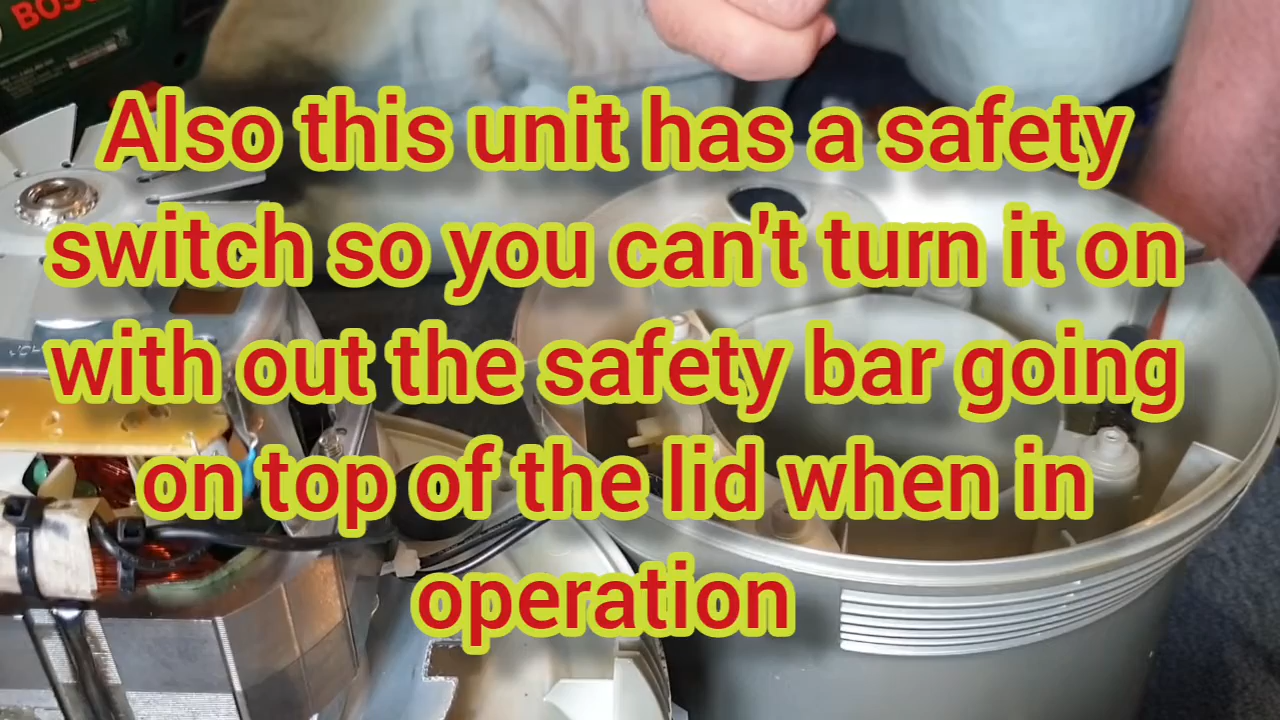 BOSC
Also this unit has a safety
switch so you can't turn it on
with out the safety bar going
on top of the lid when in
operation